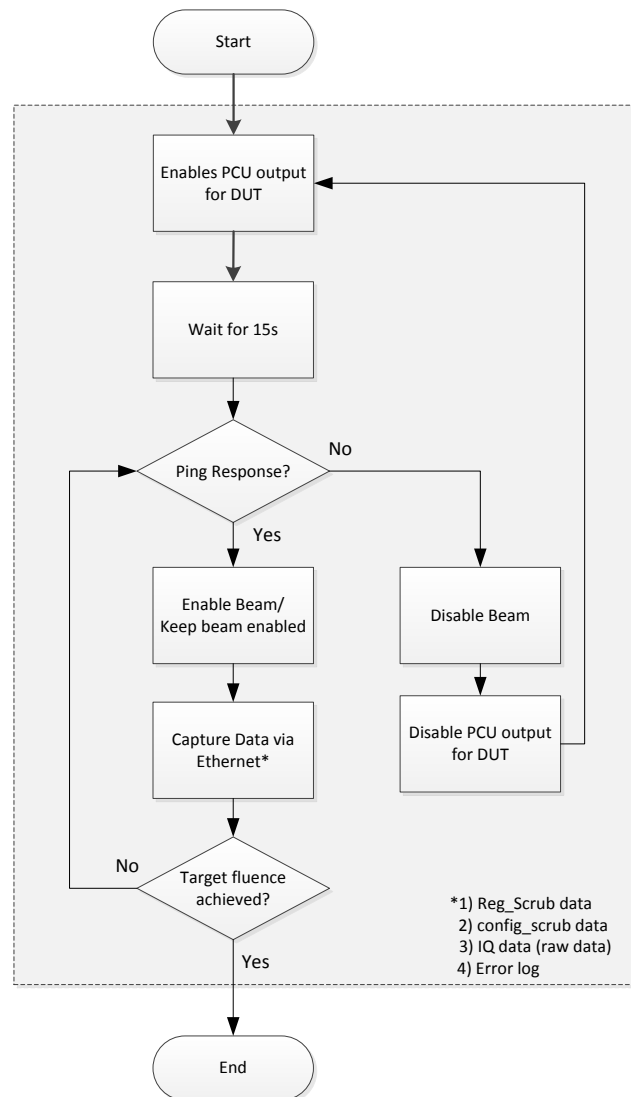 Start
Enables PCU output
for DUT
Wait for 15s
Ping Response?
No
Yes
Enable Beam/
Keep beam enabled
Disable Beam
Capture Data via
Ethernet*
Disable PCU output
for DUT
No
Target fluence
achieved?
Yes
*1) Reg_Scrub data
2) config_scrub data
3) IQ data (raw data)
4) Error log
End